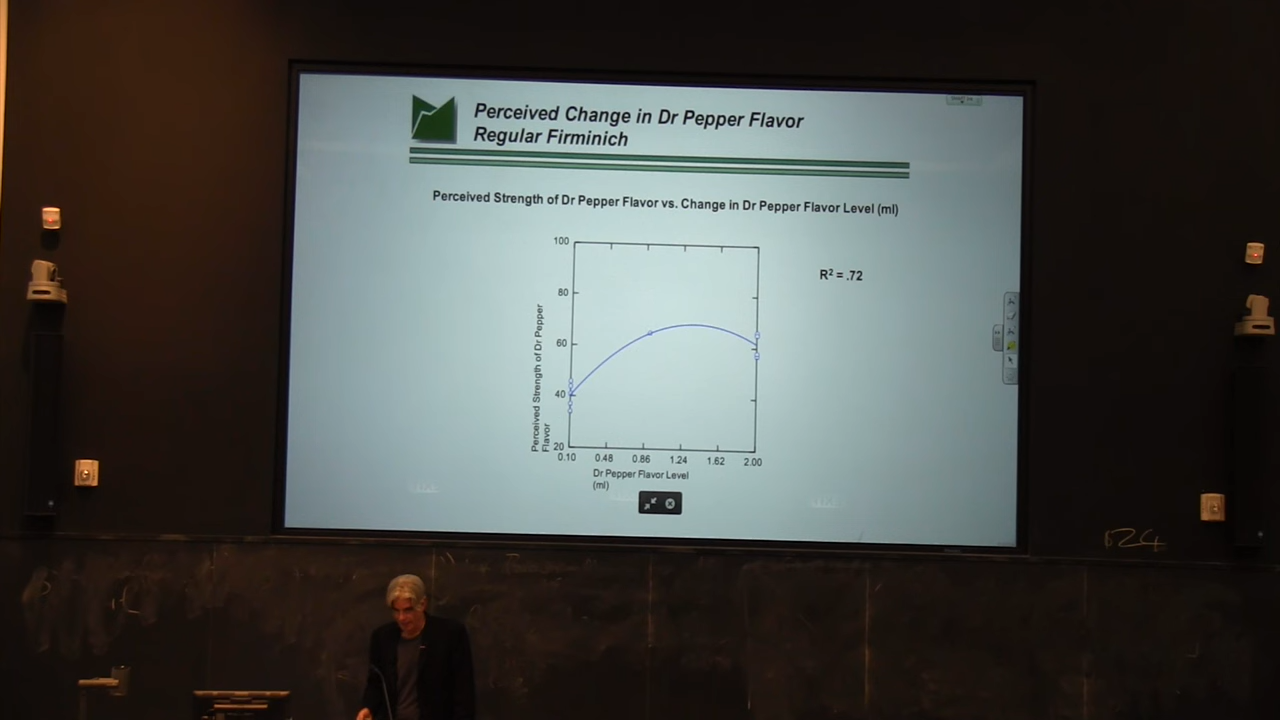 Perceived Change in Dr Pepper Flavor
Regular Firminich
Perceived Strength of Dr Pepper Flavor vs. Change in Dr Pepper Flavor Level (ml)
R² = .72
100
80
60
40
20
Perceived Strength of Dr Pepper
Flavor
0.10 0.48 0.86 1.24 1.62 2.00
Dr Pepper Flavor Level
(ml)